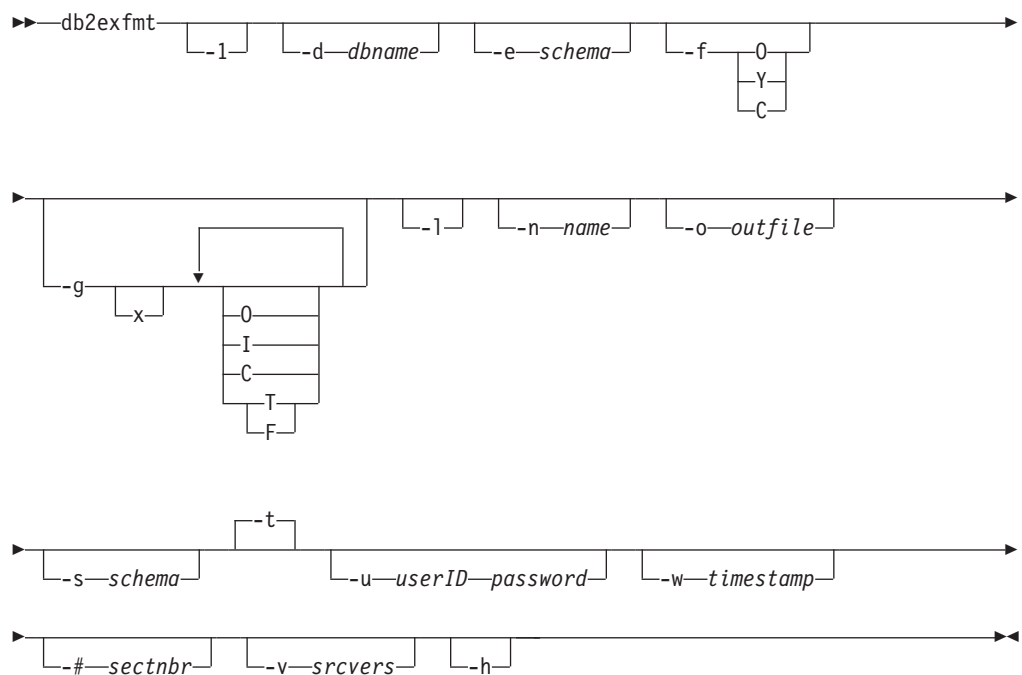 db2exfmt
-1 -d dbname -e schema -f O
Y
C
-g x O
I
C
T
F
-l -n name -o outfile
-s schema -t -u userID password -w timestamp
-# sectnbr -v srcvers -h